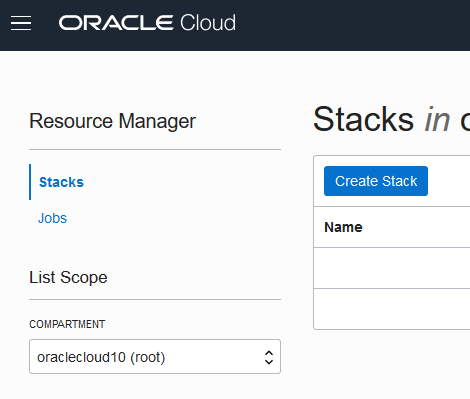 ORACLE Cloud
Resource Manager
Stacks
Jobs
List Scope
COMPARTMENT
oraclecloud10 (root)
Stacks in
Create Stack
Name